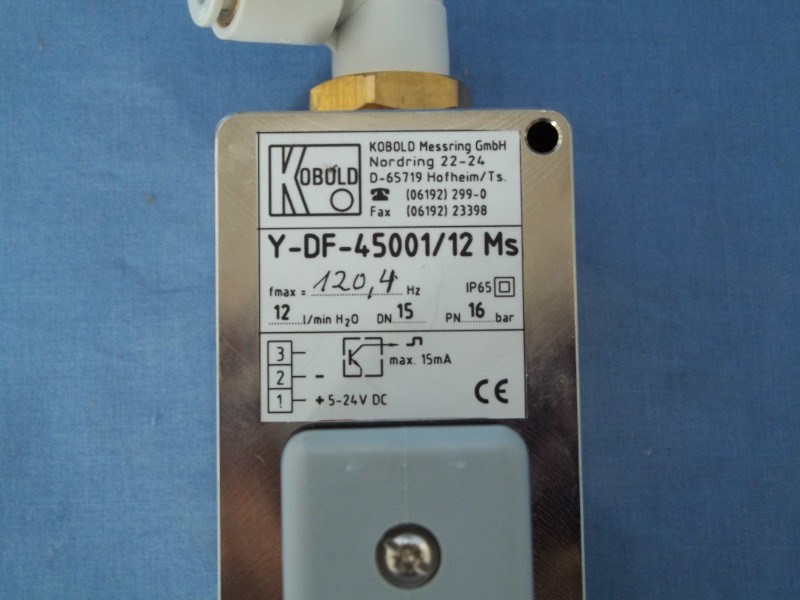 KOBOLD
KOBOLD Messring GmbH
Nordring 22-24
D-65719 Hofheim/Ts.
☎ (06192) 299-0
Fax (06192) 23398
Y-DF-45001/12 Ms
fmax = 120,4 Hz IP65
12 l/min H2O DN 15 PN 16 bar
3
max. 15mA
2 -
1 + 5-24V DC
CE